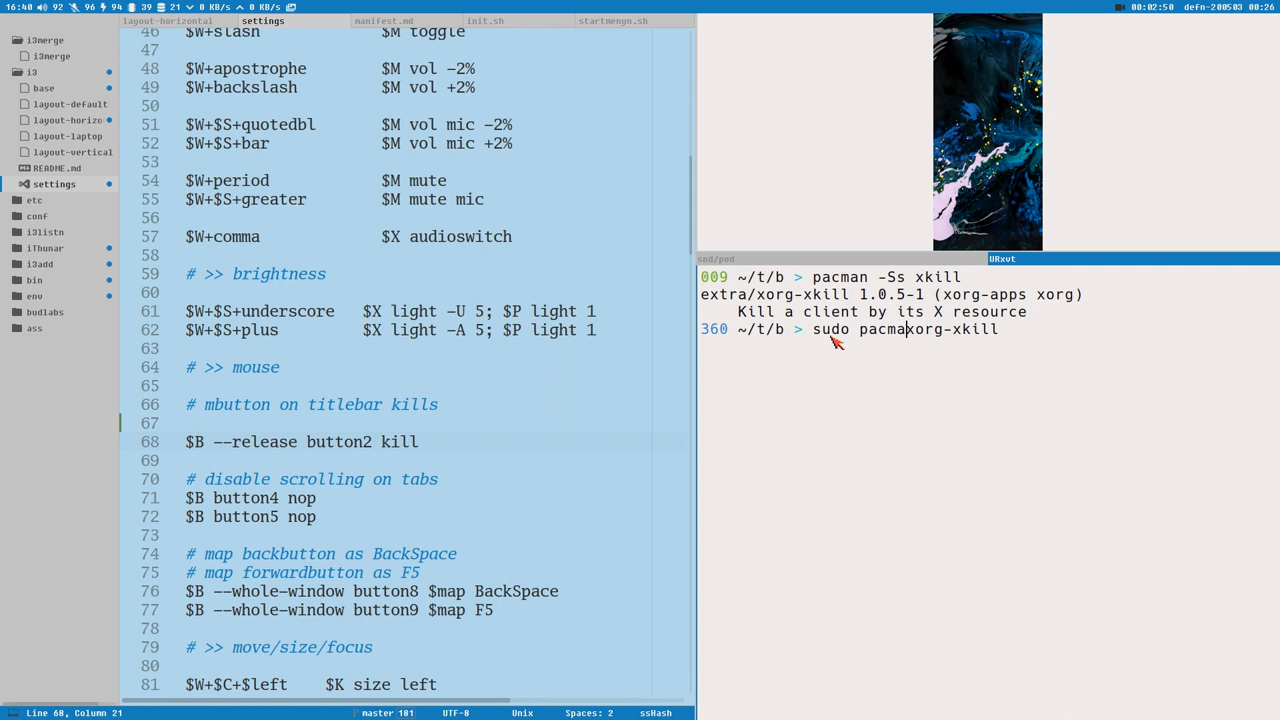 16:40 92 96 94 39 21 0 KB/s 0 KB/s
00:02:50 defn-200503 00:26
layout-horizontal settings manifest.md init.sh startmengn.sh
i3merge
i3merge
i3
base
layout-default
layout-horizo
layout-laptop
layout-vertical
README.md
settings
etc
conf
i3listn
iThunar
i3add
bin
env
budlabs
ass
46 $W+slash $M toggle
47
48 $W+apostrophe $M vol -2%
49 $W+backslash $M vol +2%
50
51 $W+$S+quotedbl $M vol mic -2%
52 $W+$S+bar $M vol mic +2%
53
54 $W+period $M mute
55 $W+$S+greater $M mute mic
56
57 $W+comma $X audioswitch
58
59 # >> brightness
60
61 $W+$S+underscore $X light -U 5; $P light 1
62 $W+$S+plus $X light -A 5; $P light 1
63
64 # >> mouse
65
66 # mbutton on titlebar kills
67
68 $B --release button2 kill
69
70 # disable scrolling on tabs
71 $B button4 nop
72 $B button5 nop
73
74 # map backbutton as BackSpace
75 # map forwardbutton as F5
76 $B --whole-window button8 $map BackSpace
77 $B --whole-window button9 $map F5
78
79 # >> move/size/focus
80
81 $W+$C+$left $K size left
Line 68, Column 21 master 181 UTF-8 Unix Spaces: 2 ssHash
snd/pod URxvt
009 ~/t/b > pacman -Ss xkill
extra/xorg-xkill 1.0.5-1 (xorg-apps xorg)
Kill a client by its X resource
360 ~/t/b > sudo pacmaxorg-xkill